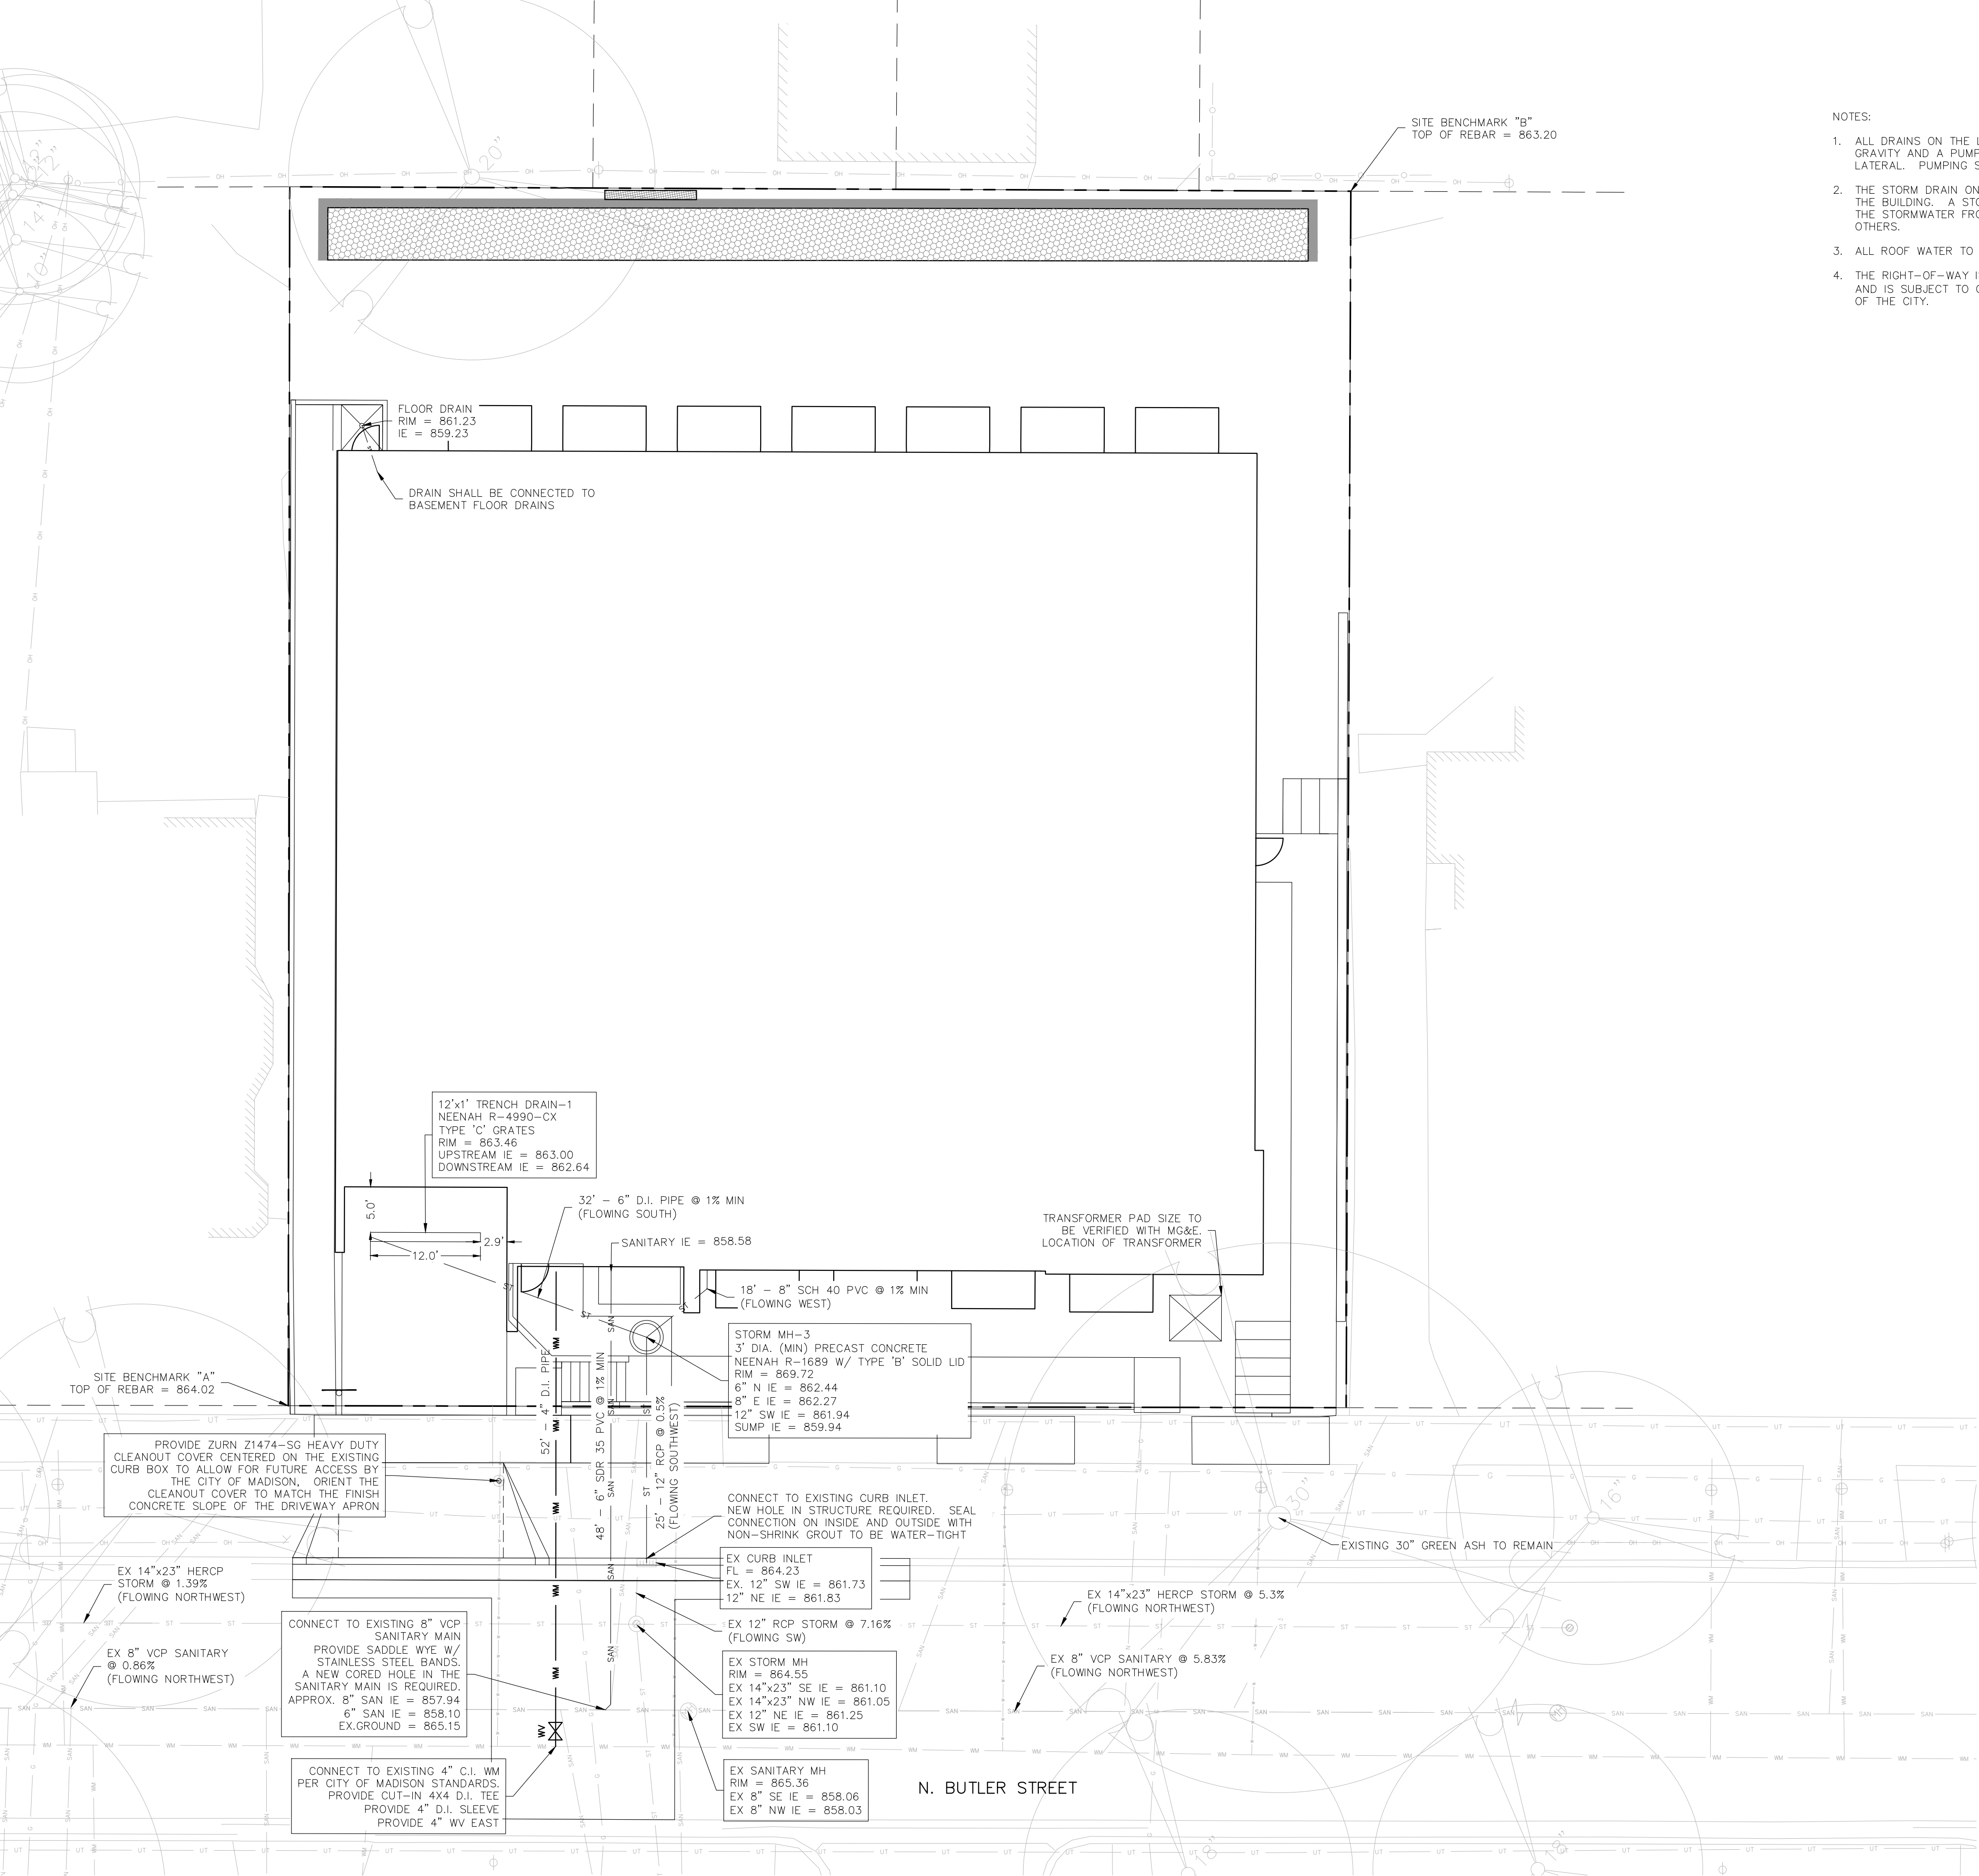 SITE BENCHMARK "B"
TOP OF REBAR = 863.20
NOTES:
1. ALL DRAINS ON THE
GRAVITY AND A PUMP
LATERAL. PUMPING
2. THE STORM DRAIN ON
THE BUILDING. A
THE STORMWATER
OTHERS.
3. ALL ROOF WATER TO
4. THE RIGHT-OF-WAY
AND IS SUBJECT TO
OF THE CITY.
20"
12"
14"
10"
FLOOR DRAIN
RIM = 861.23
IE = 859.23
DRAIN SHALL BE CONNECTED TO
BASEMENT FLOOR DRAINS
12'x1' TRENCH DRAIN-1
NEENAH R-4990-CX
TYPE 'C' GRATES
RIM = 863.46
UPSTREAM IE = 863.00
DOWNSTREAM IE = 862.64
5.0'
12.0'
2.9'
32' - 6" D.I. PIPE @ 1% MIN
(FLOWING SOUTH)
SANITARY IE = 858.58
18' - 8" SCH 40 PVC @ 1% MIN
(FLOWING WEST)
TRANSFORMER PAD SIZE TO
BE VERIFIED WITH MG&E.
LOCATION OF TRANSFORMER
STORM MH-3
3' DIA. (MIN) PRECAST CONCRETE
NEENAH R-1689 W/ TYPE 'B' SOLID LID
RIM = 869.72
6" N IE = 862.44
8" E IE = 862.27
12" SW IE = 861.94
SUMP IE = 859.94
SITE BENCHMARK "A"
TOP OF REBAR = 864.02
52' - 4" D.I. PIPE
48' - 6" SDR 35 PVC @ 1% MIN
25' - 12" RCP @ 0.5%
(FLOWING SOUTHWEST)
PROVIDE ZURN Z1474-SG HEAVY DUTY
CLEANOUT COVER CENTERED ON THE EXISTING
CURB BOX TO ALLOW FOR FUTURE ACCESS BY
THE CITY OF MADISON, ORIENT THE
CLEANOUT COVER TO MATCH THE FINISH
CONCRETE SLOPE OF THE DRIVEWAY APRON
CONNECT TO EXISTING CURB INLET.
NEW HOLE IN STRUCTURE REQUIRED. SEAL
CONNECTION ON INSIDE AND OUTSIDE WITH
NON-SHRINK GROUT TO BE WATER-TIGHT
30"
16"
EXISTING 30" GREEN ASH TO REMAIN
EX CURB INLET
FL = 864.23
EX. 12" SW IE = 861.73
12" NE IE = 861.83
EX 14"x23" HERCP
STORM @ 1.39%
(FLOWING NORTHWEST)
EX 14"x23" HERCP STORM @ 5.3%
(FLOWING NORTHWEST)
EX 12" RCP STORM @ 7.16%
(FLOWING SW)
CONNECT TO EXISTING 8" VCP
SANITARY MAIN
PROVIDE SADDLE WYE W/
STAINLESS STEEL BANDS.
A NEW CORED HOLE IN THE
SANITARY MAIN IS REQUIRED.
APPROX. 8" SAN IE = 857.94
6" SAN IE = 858.10
EX.GROUND = 865.15
EX 8" VCP SANITARY
@ 0.86%
(FLOWING NORTHWEST)
EX STORM MH
RIM = 864.55
EX 14"x23" SE IE = 861.10
EX 14"x23" NW IE = 861.05
EX 12" NE IE = 861.25
EX SW IE = 861.10
EX 8" VCP SANITARY @ 5.83%
(FLOWING NORTHWEST)
WV
CONNECT TO EXISTING 4" C.I. WM
PER CITY OF MADISON STANDARDS.
PROVIDE CUT-IN 4X4 D.I. TEE
PROVIDE 4" D.I. SLEEVE
PROVIDE 4" WV EAST
EX SANITARY MH
RIM = 865.36
EX 8" SE IE = 858.06
EX 8" NW IE = 858.03
N. BUTLER STREET